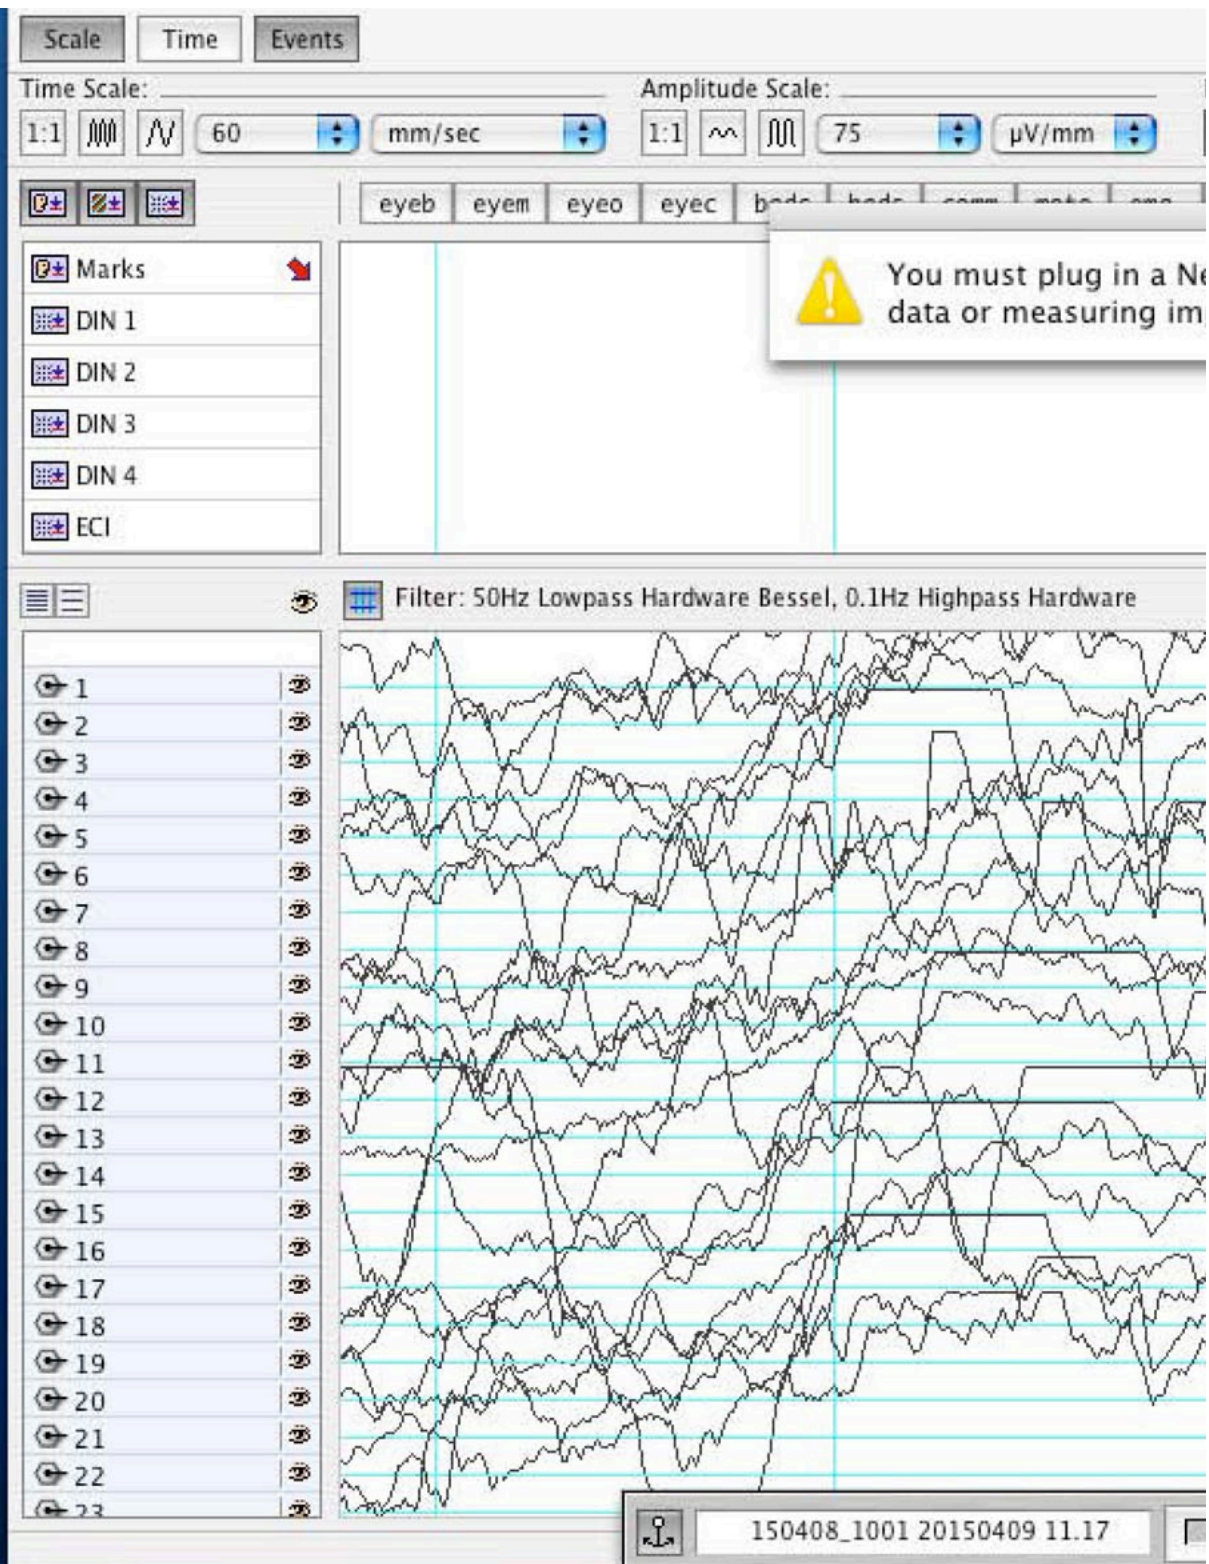 Scale Time Events
Time Scale: Amplitude Scale:
1:1 60 mm/sec 1:1 75 µV/mm
eyeb eyem eyeo eyec
You must plug in a Ne
data or measuring im
Marks
DIN 1
DIN 2
DIN 3
DIN 4
ECI
Filter: 50Hz Lowpass Hardware Bessel, 0.1Hz Highpass Hardware
1
2
3
4
5
6
7
8
9
10
11
12
13
14
15
16
17
18
19
20
21
22
23
150408_1001 20150409 11.17